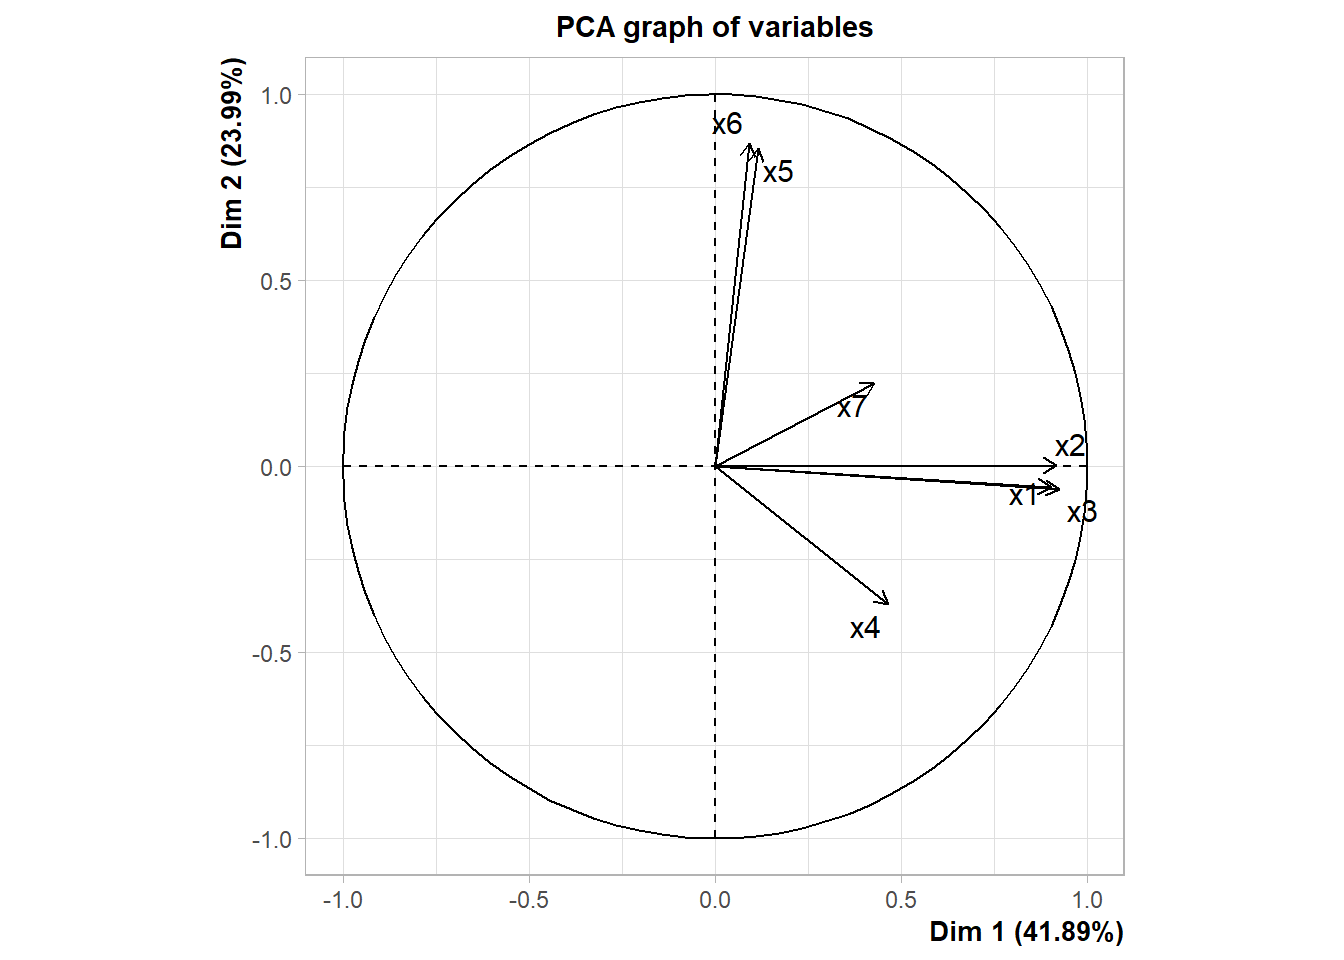 PCA graph of variables
Dim 2 (23.99%)
1.0
0.5
0.0
-0.5
-1.0
x6
x5
x7
x2
x1
x3
x4
-1.0
-0.5
0.0
0.5
1.0
Dim 1 (41.89%)